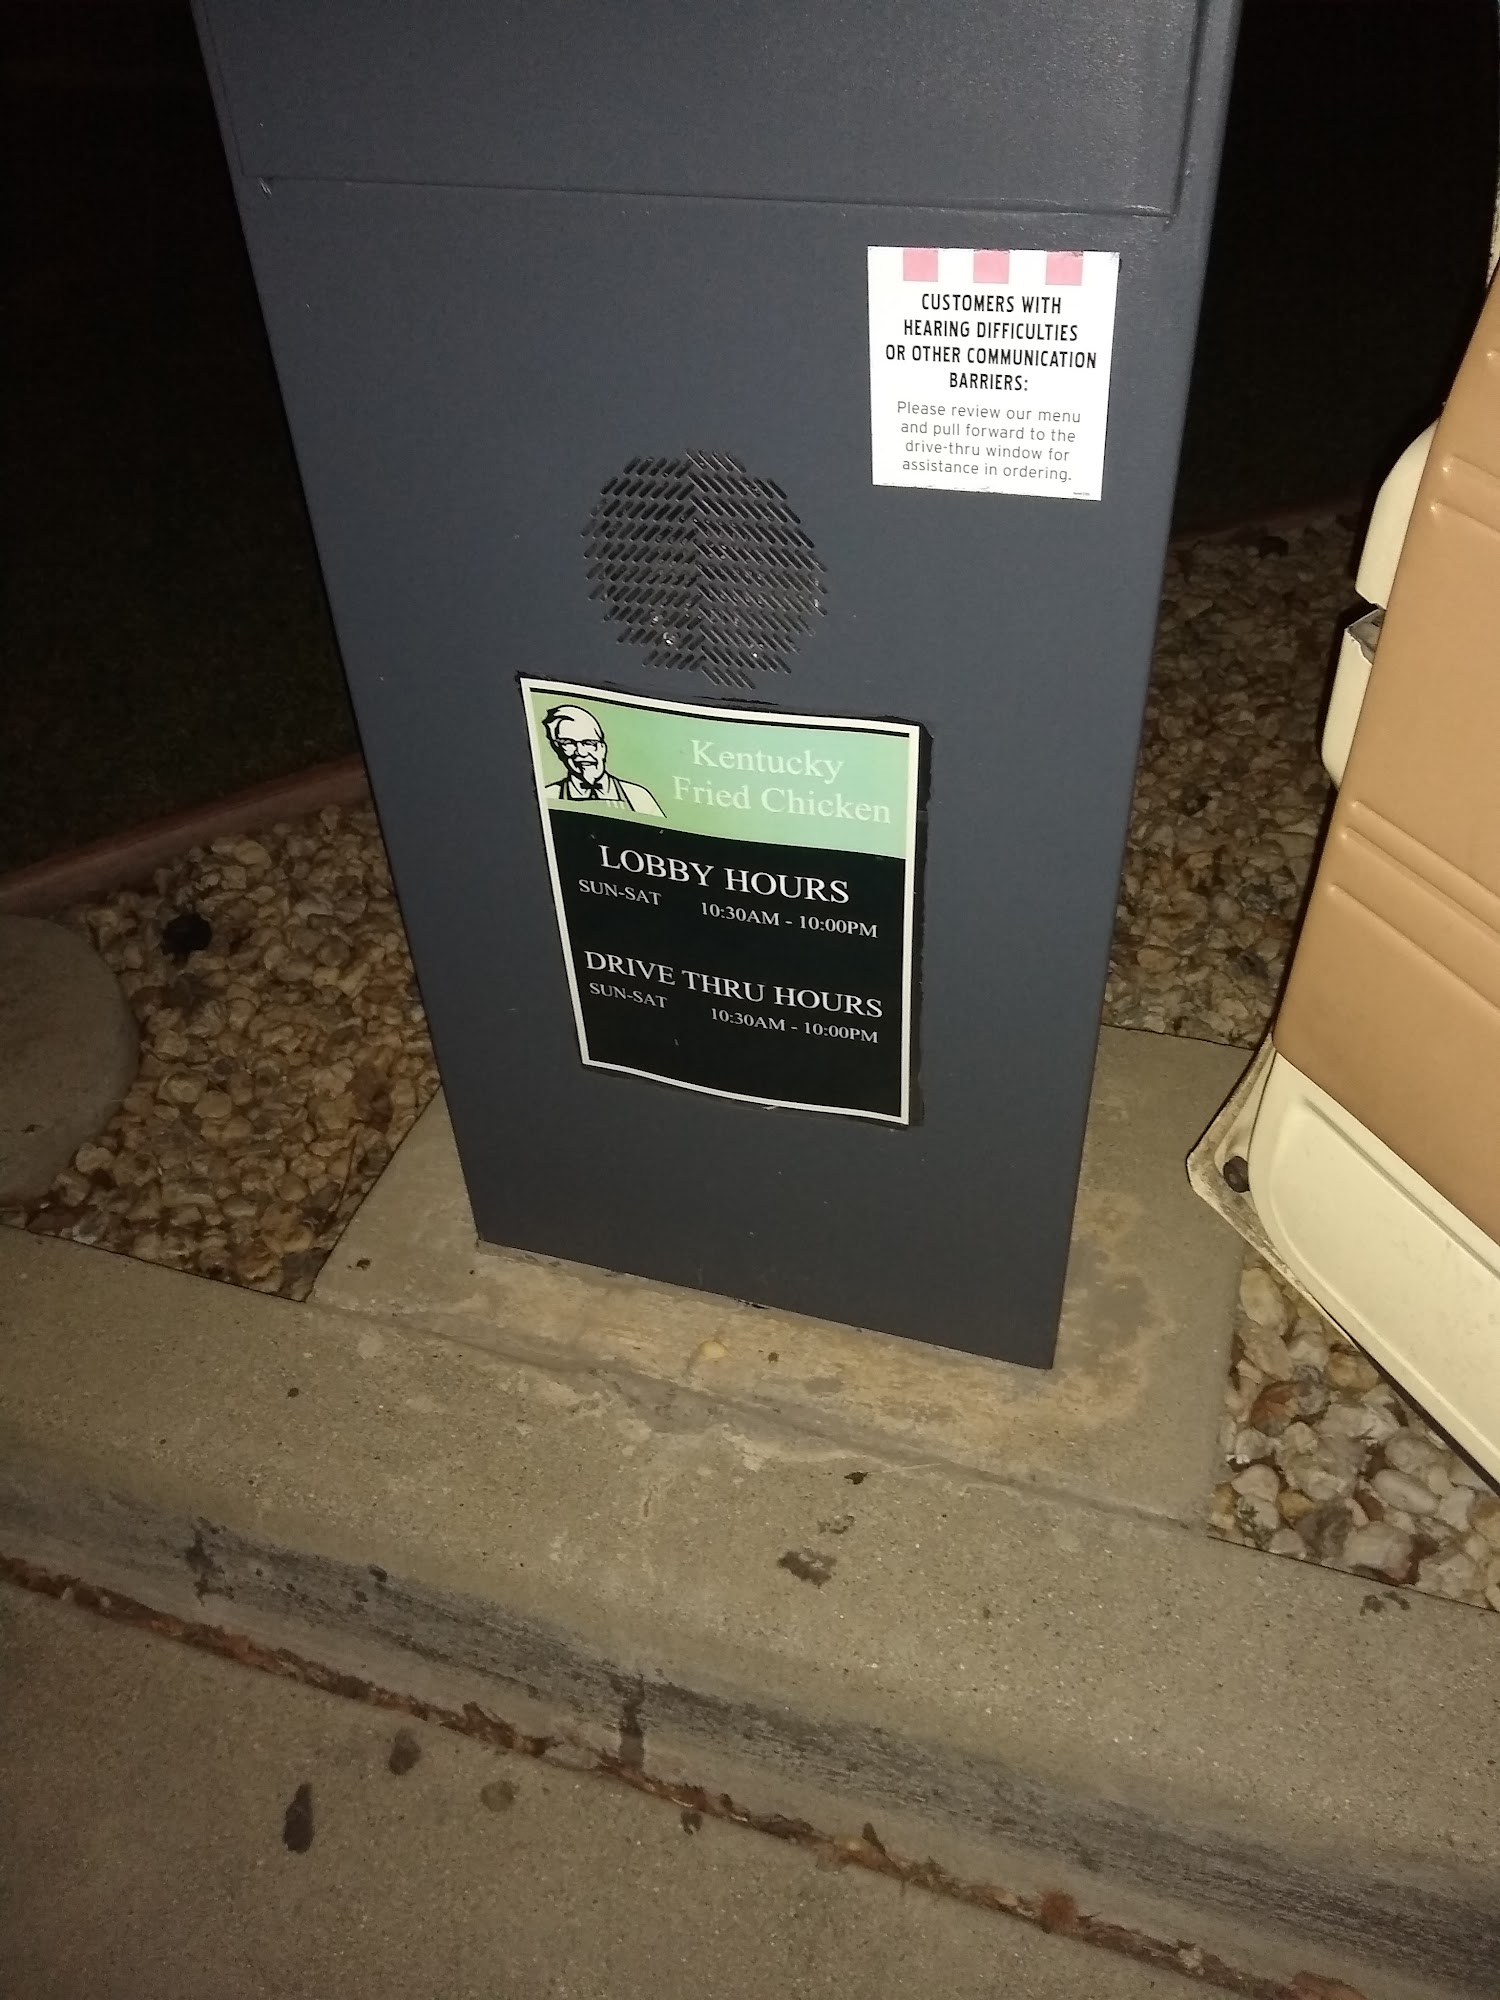 CUSTOMERS WITH
HEARING DIFFICULTIES
OR OTHER COMMUNICATION
BARRIERS:
Please review our menu
and pull forward to the
drive-thru window for
assistance in ordering.
Kentucky
Fried Chicken
LOBBY HOURS
SUN-SAT 10:30AM - 10:00PM
DRIVE THRU HOURS
SUN-SAT 10:30AM - 10:00PM